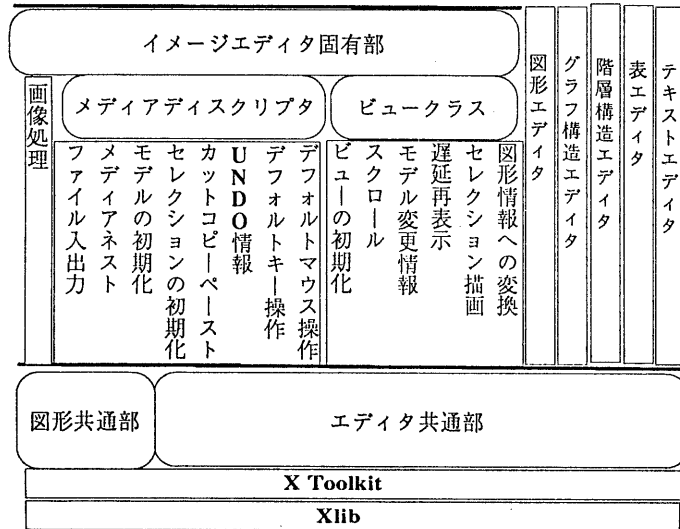 イメージエディタ固有部
画像処理
メディアディスクリプタ
ファイル入出力
メディアネスト
モデルの初期化
セレクションの初期化
カットコピーペースト
UNDO情報
デフォルトキー操作
デフォルトマウス操作
ビュークラス
ビューの初期化
スクロール
モデル変更情報
遅延再表示
セレクション描画
図形情報への変換
図形エディタ
グラフ構造エディタ
階層構造エディタ
表エディタ
テキストエディタ
図形共通部
エディタ共通部
X Toolkit
Xlib